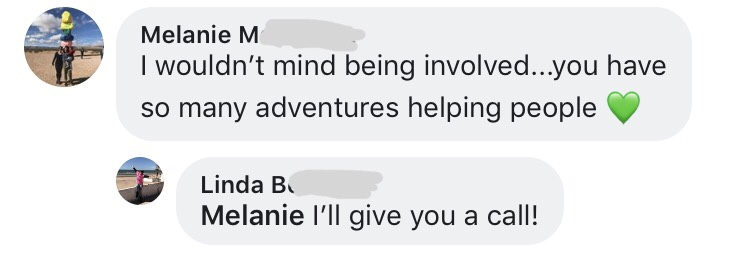 Melanie M
I wouldn’t mind being involved...you have
so many adventures helping people 💚
Linda B
Melanie I’ll give you a call!